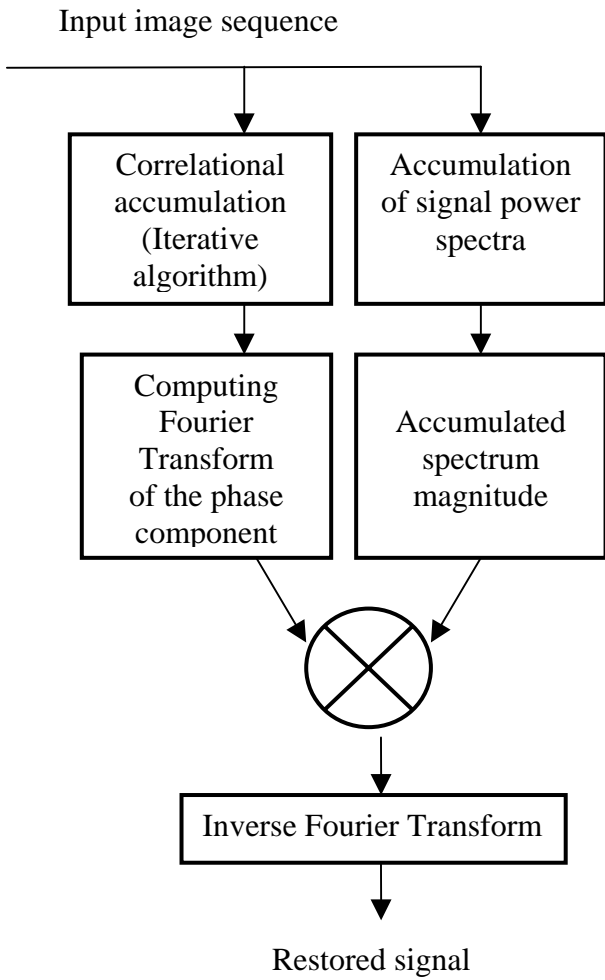 Input image sequence
Correlational
accumulation
(Iterative
algorithm)
Accumulation
of signal power
spectra
Computing
Fourier
Transform
of the phase
component
Accumulated
spectrum
magnitude
Inverse Fourier Transform
Restored signal